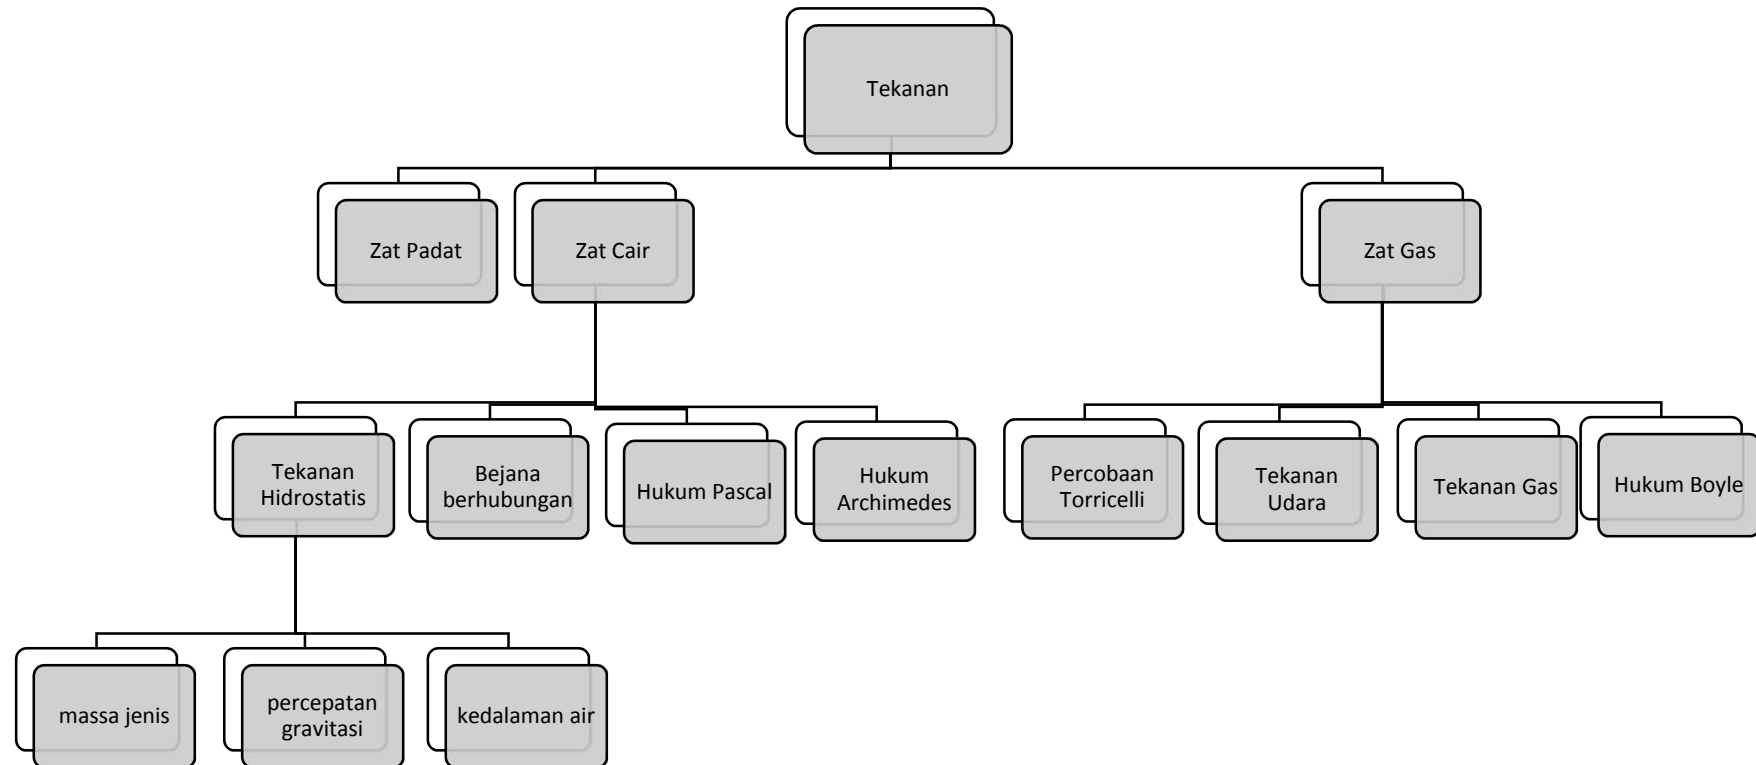 Tekanan
Zat Padat
Zat Cair
Zat Gas
Tekanan
Hidrostatis
Bejana
berhubungan
Hukum Pascal
Hukum
Archimedes
Percobaan
Torricelli
Tekanan
Udara
Tekanan Gas
Hukum Boyle
massa jenis
percepatan
gravitasi
kedalaman air